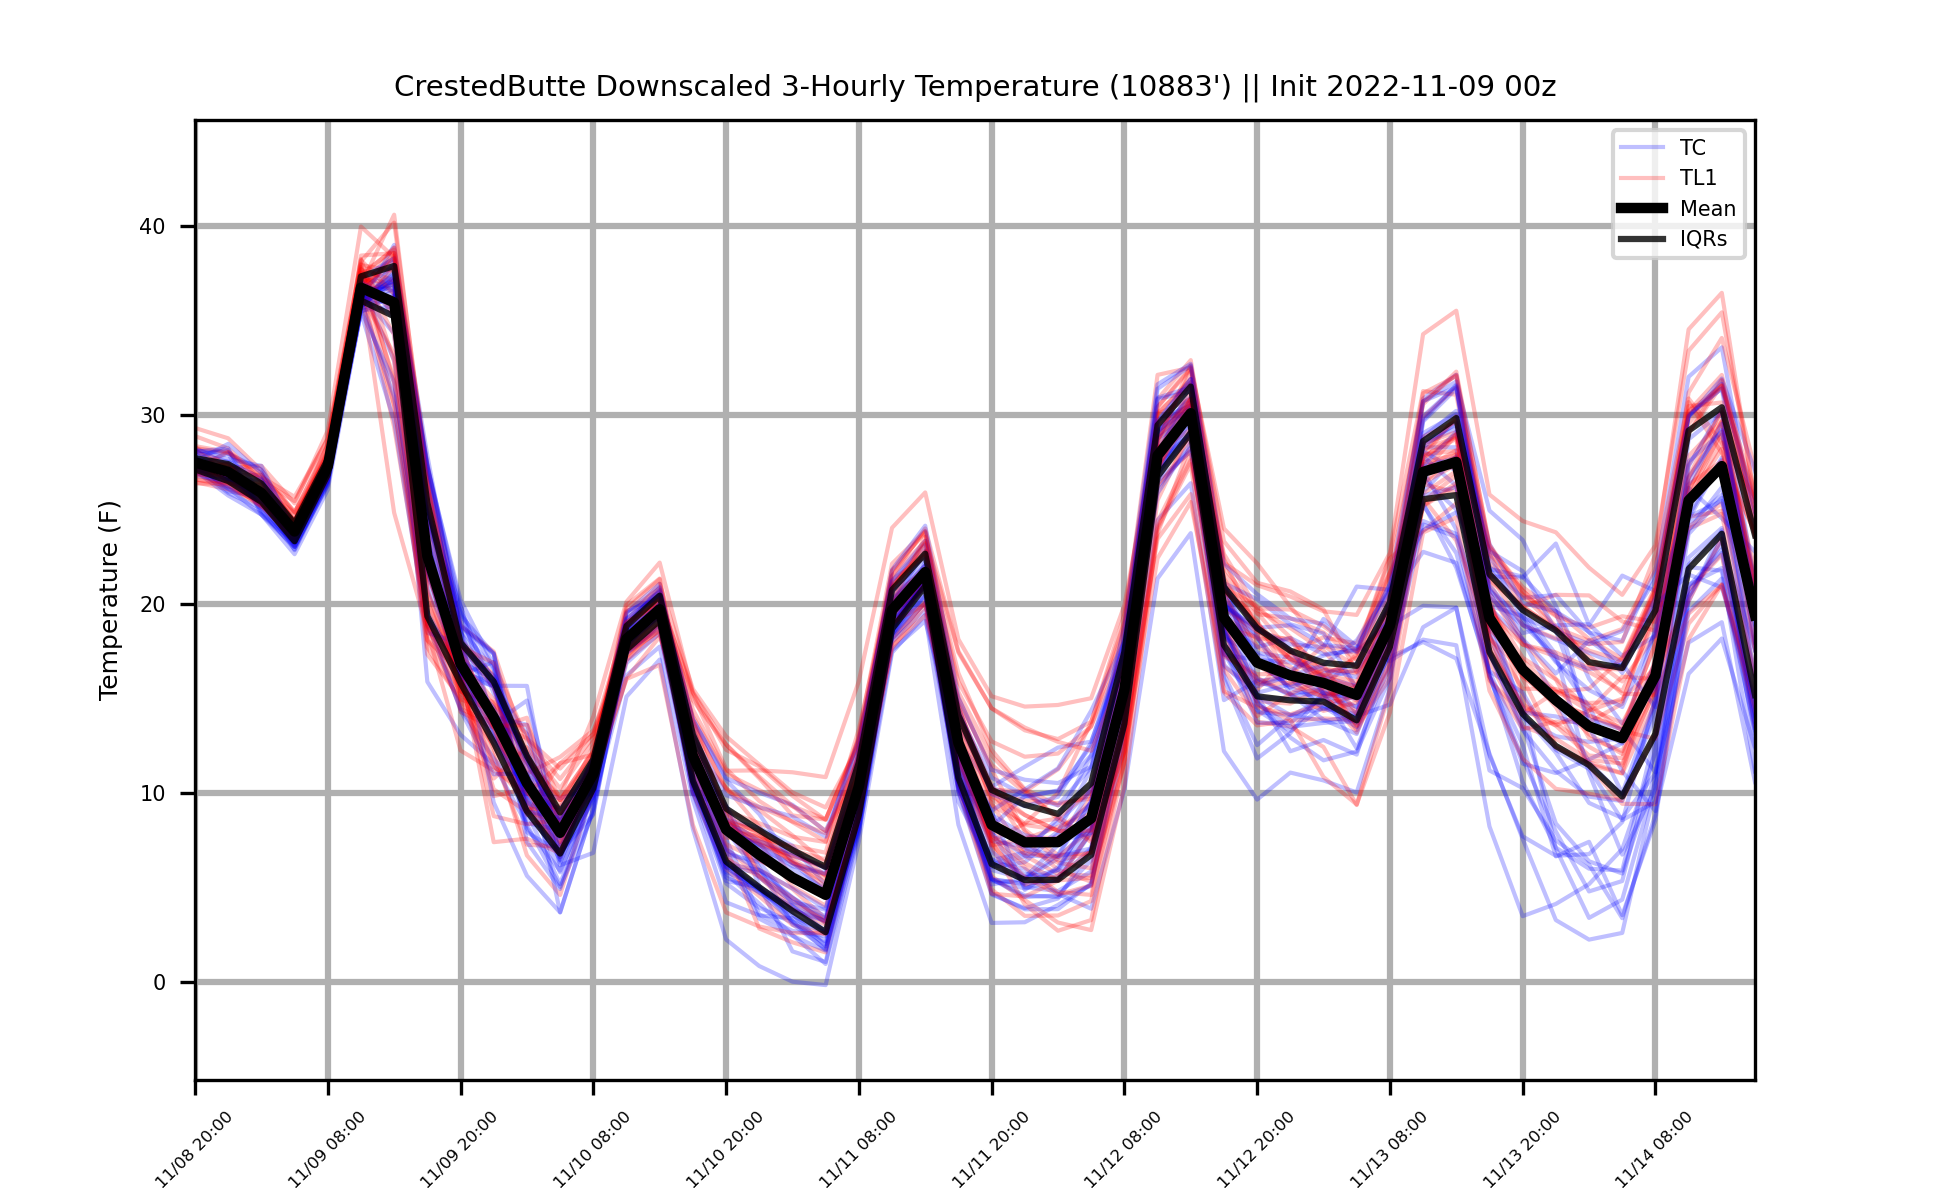 CrestedButte Downscaled 3-Hourly Temperature (10883') || Init 2022-11-09 00z
TC
TL1
Mean
IQRs
Temperature (F)
40
30
20
10
0
11/08 20:00
11/09 08:00
11/09 20:00
11/10 08:00
11/10 20:00
11/11 08:00
11/11 20:00
11/12 08:00
11/12 20:00
11/13 08:00
11/13 20:00
11/14 08:00